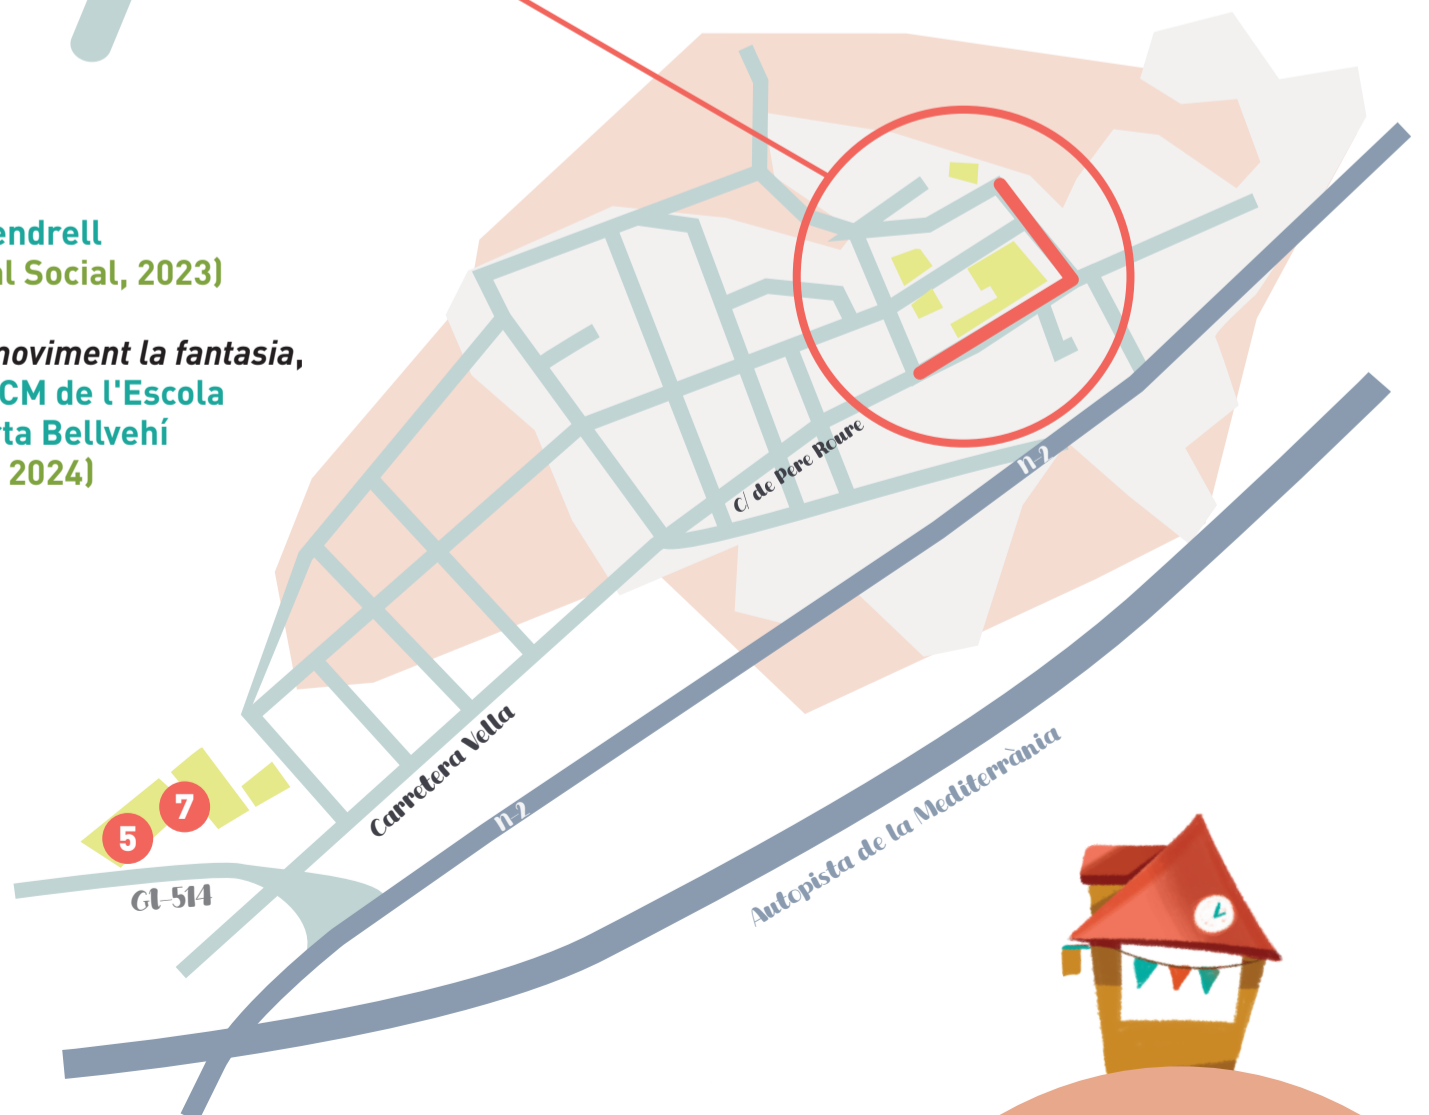 endrell
al Social, 2023)
moviment la fantasia,
CM de l'Escola
ta Bellvehí
2024)
C/ de Pere Roure
N-2
Carretera Vella
N-2
Autopista de la Mediterrània
7
5
GI-514